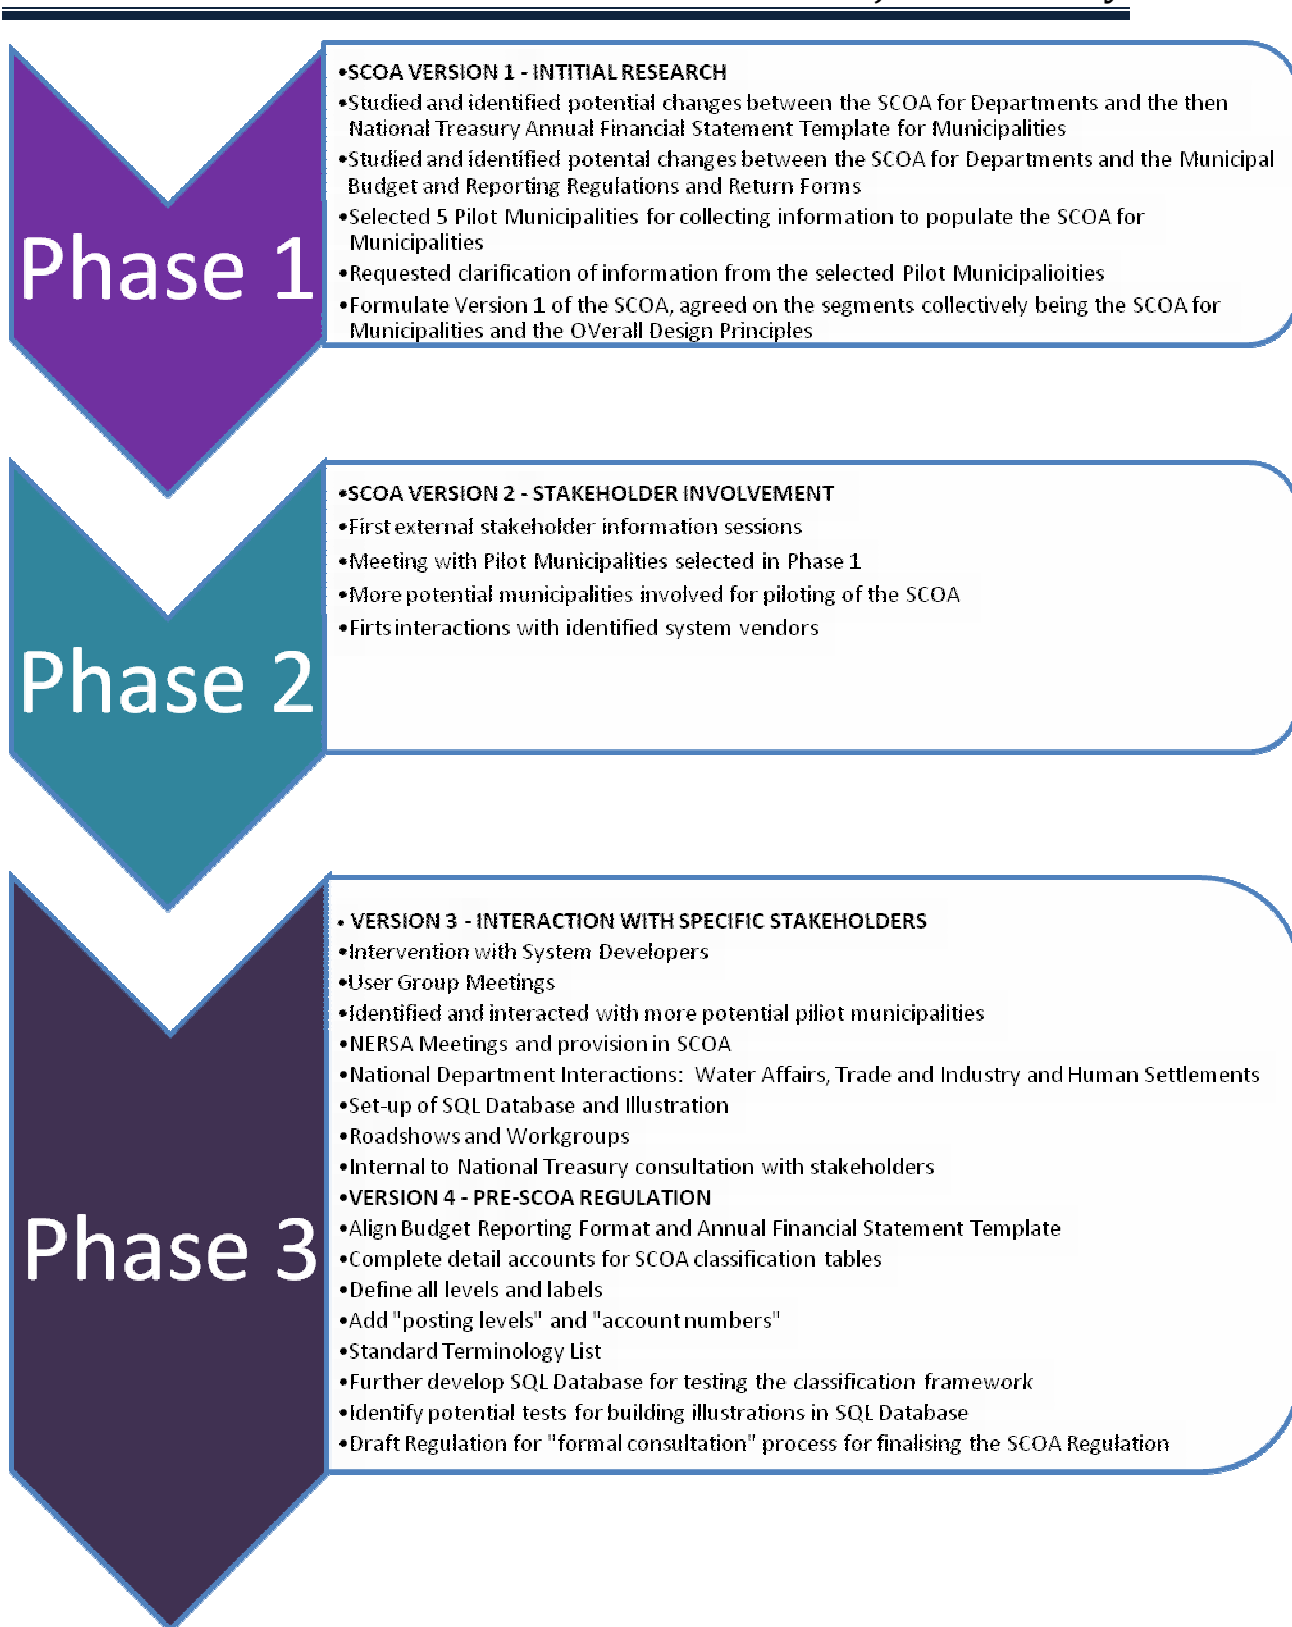 Phase 1
•SCOA VERSION 1 - INTITIAL RESEARCH
•Studied and identified potential changes between the SCOA for Departments and the then
National Treasury Annual Financial Statement Template for Municipalities
•Studied and identified potental changes between the SCOA for Departments and the Municipal
Budget and Reporting Regulations and Return Forms
•Selected 5 Pilot Municipalities for collecting information to populate the SCOA for
Municipalities
•Requested clarification of information from the selected Pilot Municipalioities
•Formulate Version 1 of the SCOA, agreed on the segments collectively being the SCOA for
Municipalities and the OVerall Design Principles
Phase 2
•SCOA VERSION 2 - STAKEHOLDER INVOLVEMENT
•First external stakeholder information sessions
•Meeting with Pilot Municipalities selected in Phase 1
•More potential municipalities involved for piloting of the SCOA
•Firts interactions with identified system vendors
Phase 3
• VERSION 3 - INTERACTION WITH SPECIFIC STAKEHOLDERS
•Intervention with System Developers
•User Group Meetings
•Identified and interacted with more potential piliot municipalities
•NERSA Meetings and provision in SCOA
•National Department Interactions:  Water Affairs, Trade and Industry and Human Settlements
•Set-up of SQL Database and Illustration
•Roadshows and Workgroups
•Internal to National Treasury consultation with stakeholders
•VERSION 4 - PRE-SCOA REGULATION
•Align Budget Reporting Format and Annual Financial Statement Template
•Complete detail accounts for SCOA classification tables
•Define all levels and labels
•Add "posting levels" and "account numbers"
•Standard Terminology List
•Further develop SQL Database for testing the classification framework
•Identify potential tests for building illustrations in SQL Database
•Draft Regulation for "formal consultation" process for finalising the SCOA Regulation